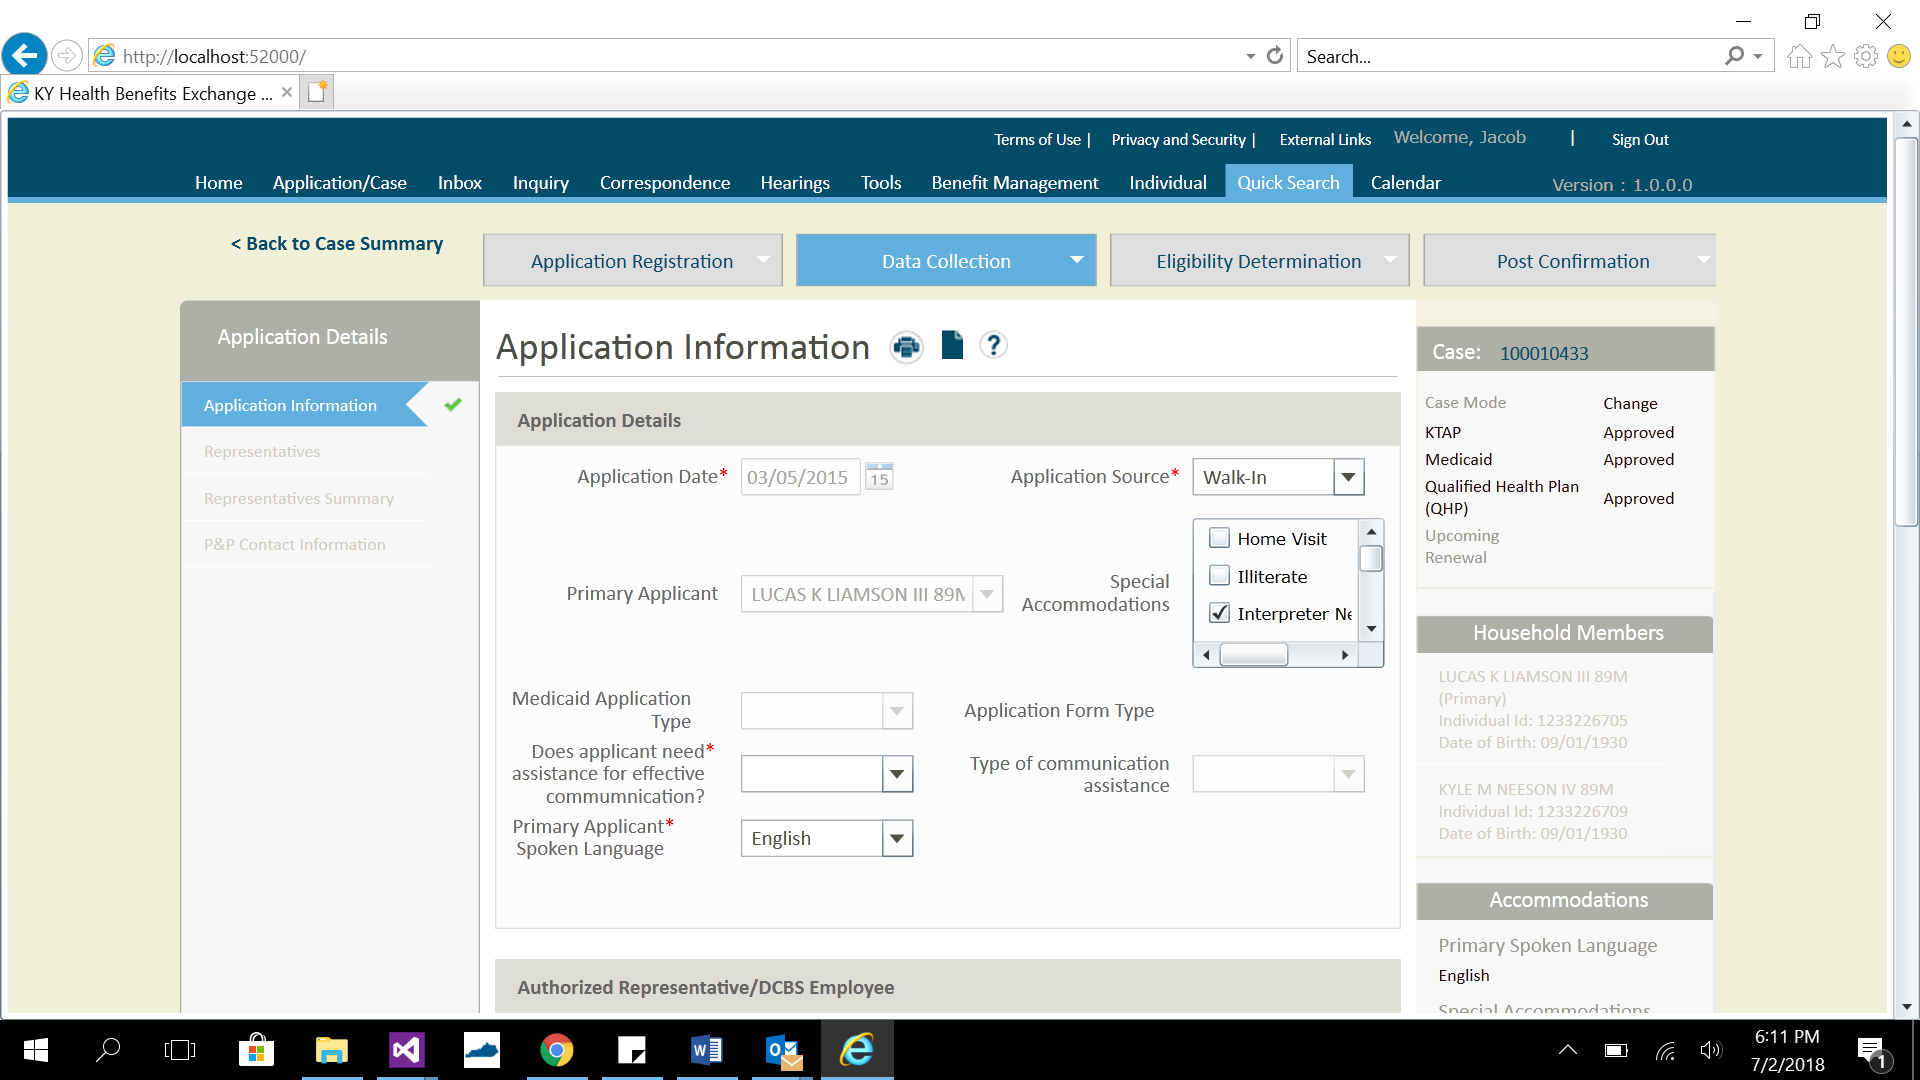 http://localhost:52000/
Search...
KY Health Benefits Exchange ...
Terms of Use | Privacy and Security | External Links Welcome, Jacob | Sign Out
Home Application/Case Inbox Inquiry Correspondence Hearings Tools Benefit Management Individual Quick Search Calendar Version : 1.0.0.0
< Back to Case Summary
Application Registration
Data Collection
Eligibility Determination
Post Confirmation
Application Details
Application Information
Representatives
Representatives Summary
P&P Contact Information
Application Information ?
Application Details
Application Date* 03/05/2015 15
Application Source* Walk-In
Primary Applicant LUCAS K LIAMSON III 89M
Special
Accommodations
Home Visit
Illiterate
Interpreter Ne
Medicaid Application
Type
Application Form Type
Does applicant need*
assistance for effective
commumnication?
Type of communication
assistance
Primary Applicant*
Spoken Language
English
Authorized Representative/DCBS Employee
Case: 100010433
Case Mode Change
KTAP Approved
Medicaid Approved
Qualified Health Plan
(QHP)
Approved
Upcoming
Renewal
Household Members
LUCAS K LIAMSON III 89M
(Primary)
Individual Id: 1233226705
Date of Birth: 09/01/1930
KYLE M NEESON IV 89M
Individual Id: 1233226709
Date of Birth: 09/01/1930
Accommodations
Primary Spoken Language
English
Special Accommodations
6:11 PM
7/2/2018
1